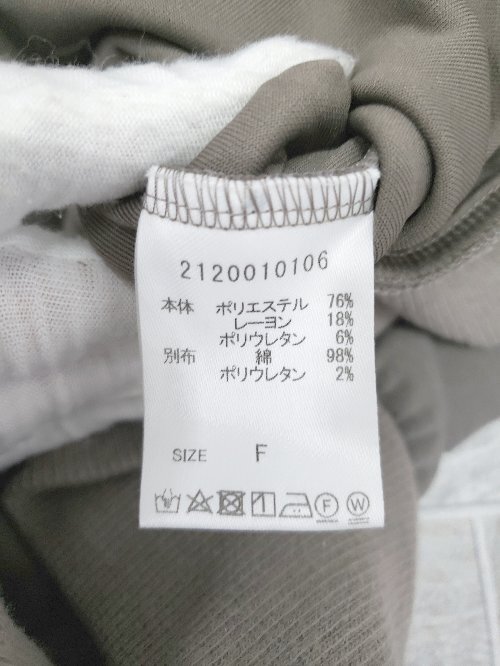 2120010106
本体 ポリエステル 76%
レーヨン 18%
ポリウレタン 6%
別布 綿 98%
ポリウレタン 2%
SIZE F
F W